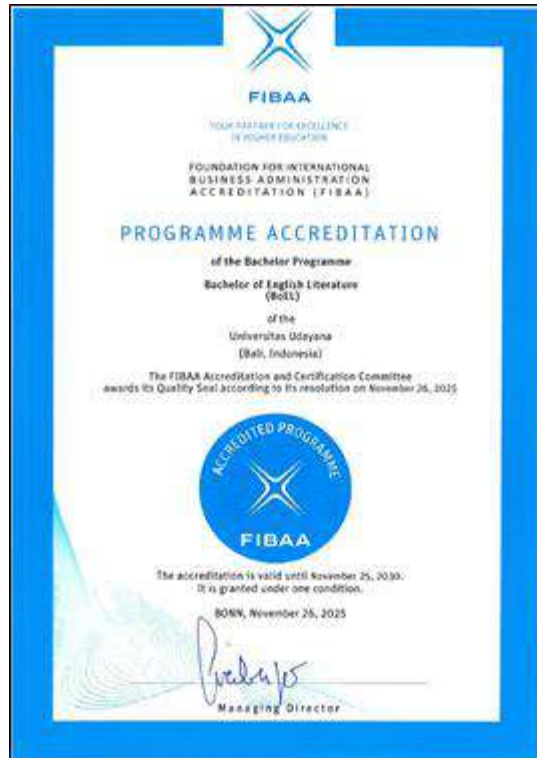 FIBAA
YOUR PARTNER FOR EXCELLENCE
IN HIGHER EDUCATION
FOUNDATION FOR INTERNATIONAL
BUSINESS ADMINISTRATION
ACCREDITATION (FIBAA)
PROGRAMME ACCREDITATION
of the Bachelor Programme
Bachelor of English Literature
(BoEL)
of the
Universitas Udayana
(Bali, Indonesia)
The FIBAA Accreditation and Certification Committee
awards its Quality Seal according to its resolution on November 26, 2025
ACCREDITED PROGRAMME
FIBAA
The accreditation is valid until November 25, 2030.
It is granted under one condition.
BONN, November 26, 2025
Managing Director